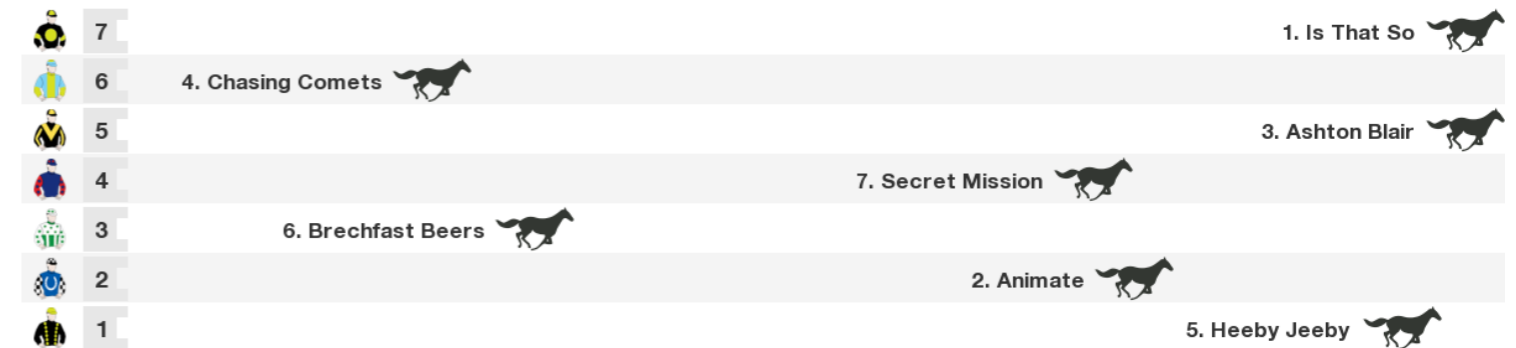 7 1. Is That So
6 4. Chasing Comets
5 3. Ashton Blair
4 7. Secret Mission
3 6. Brechfast Beers
2 2. Animate
1 5. Heeby Jeeby